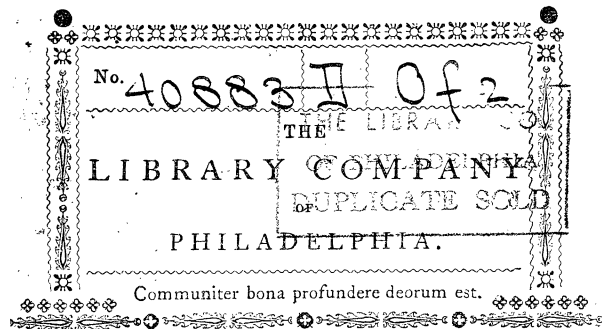 No. 40883 D Of 2
THE
LIBRARY COMPANY
OF
PHILADELPHIA.
THE LIBRARY CO
OF PHILADELPHIA
DUPLICATE SOLD
Communiter bona profundere deorum est.